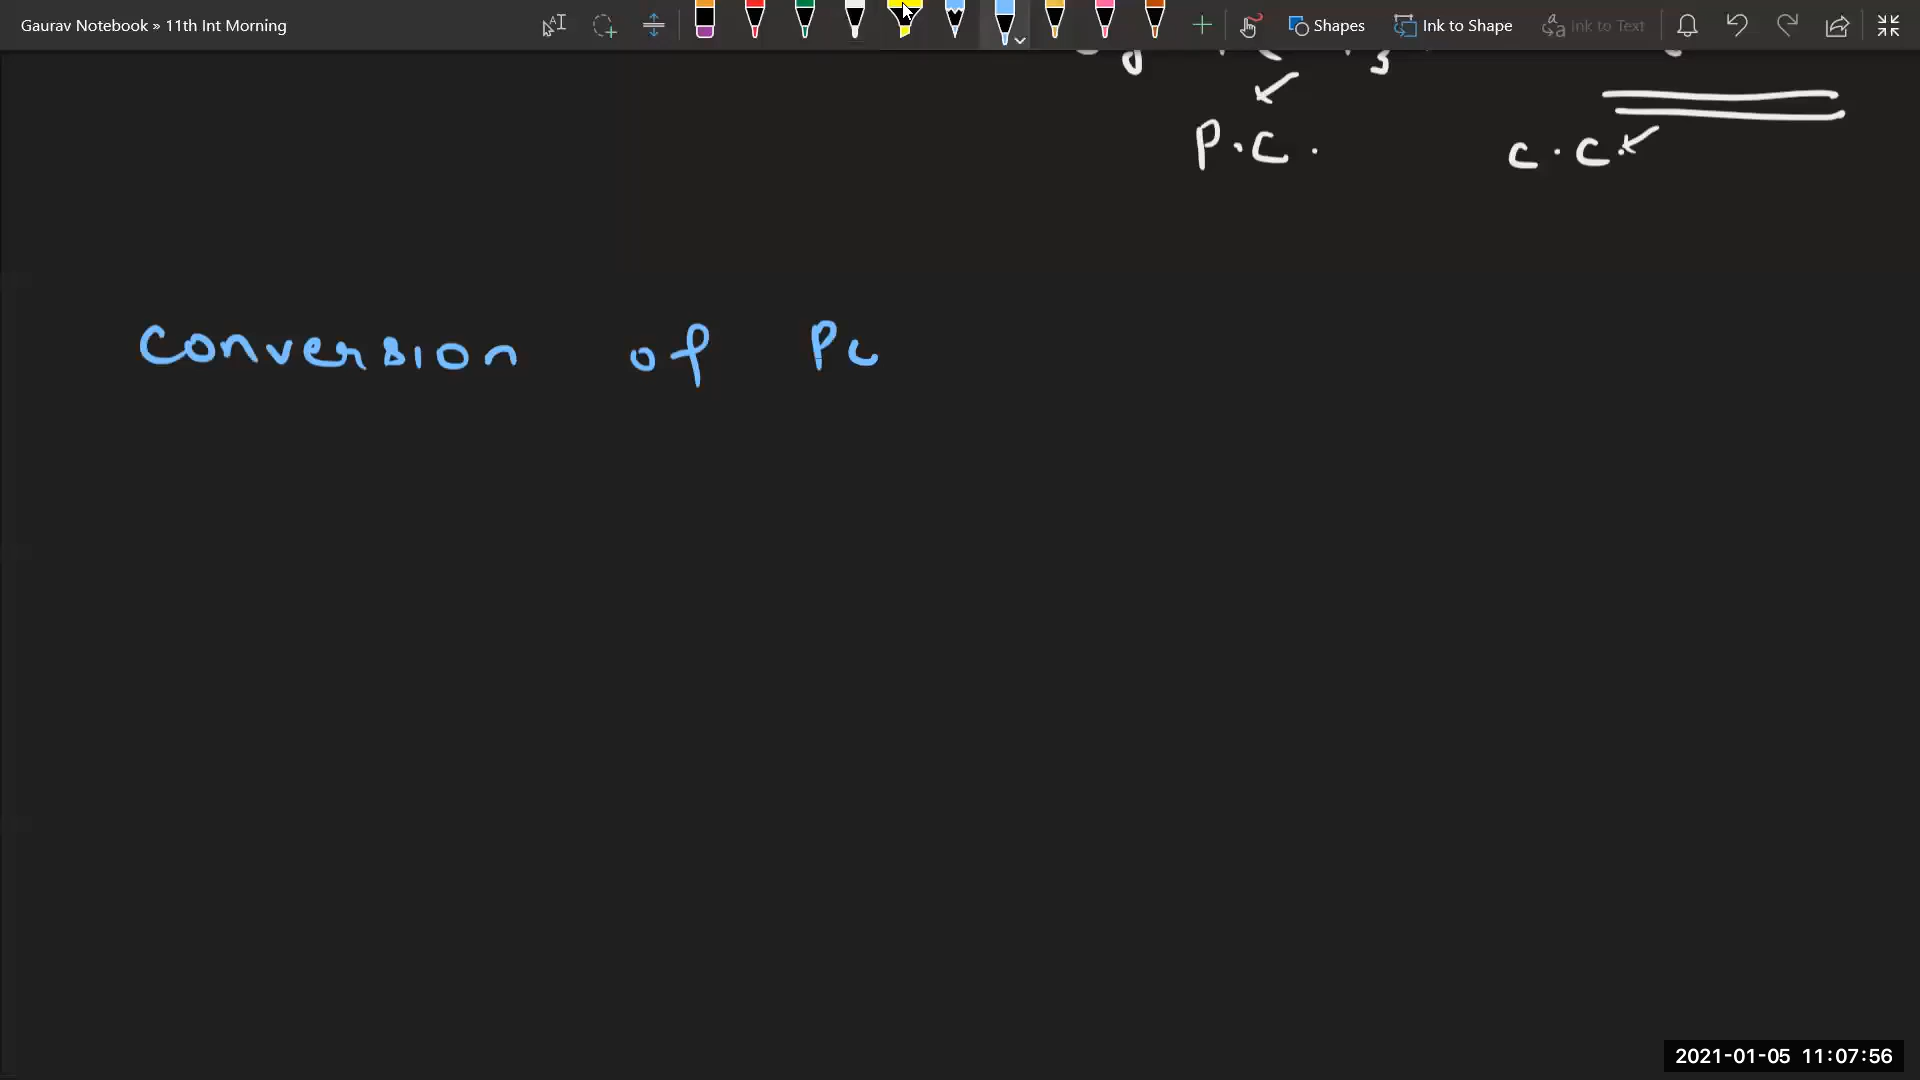 Gaurav Notebook » 11th Int Morning
Shapes
Ink to Shape
Ink to Text
P.C. C.C.
Conversion of Pc
2021-01-05 11:07:56